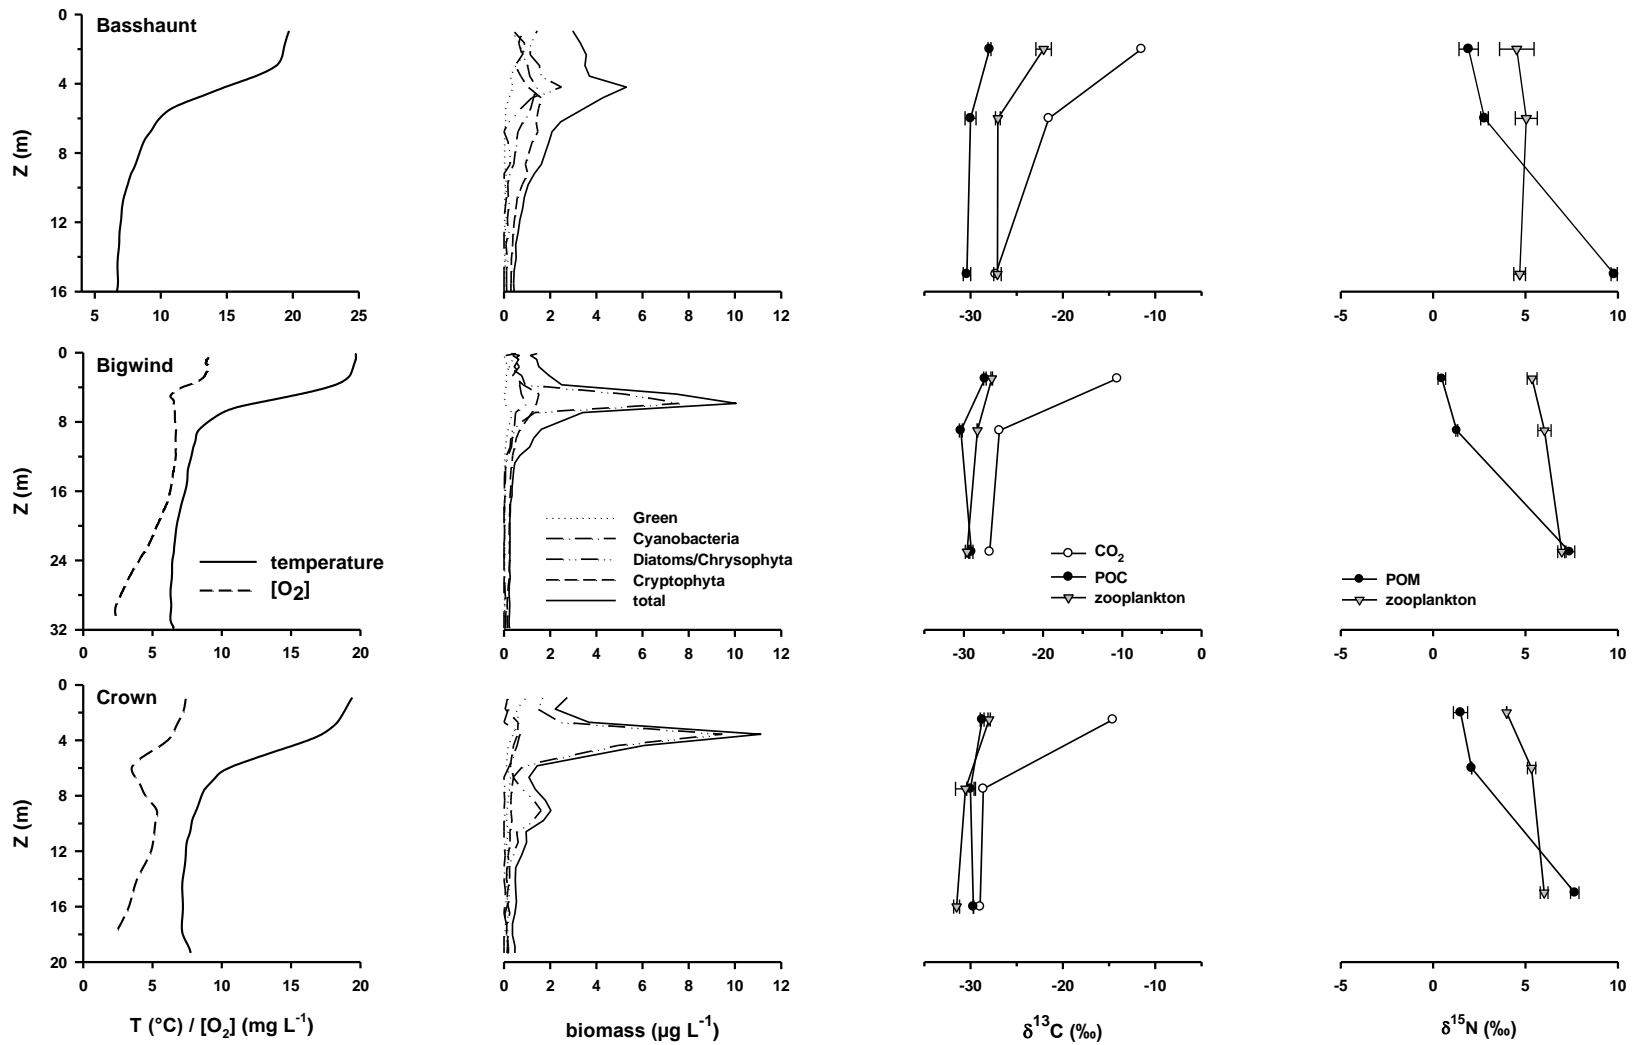 Basshaunt
Z (m)
0
4
8
12
16
5 10 15 20 25
0 2 4 6 8 10 12
-30 -20 -10
-5 0 5 10
Bigwind
Z (m)
0
8
16
24
32
temperature
[O2]
Green
Cyanobacteria
Diatoms/Chrysophyta
Cryptophyta
total
CO2
POC
zooplankton
POM
zooplankton
0 5 10 15 20
0 2 4 6 8 10 12
-30 -20 -10 0
-5 0 5 10
Crown
Z (m)
0
4
8
12
16
20
0 5 10 15 20
0 2 4 6 8 10 12
-30 -20 -10
-5 0 5 10
T (°C) / [O2] (mg L-1)
biomass (µg L-1)
δ13C (‰)
δ15N (‰)